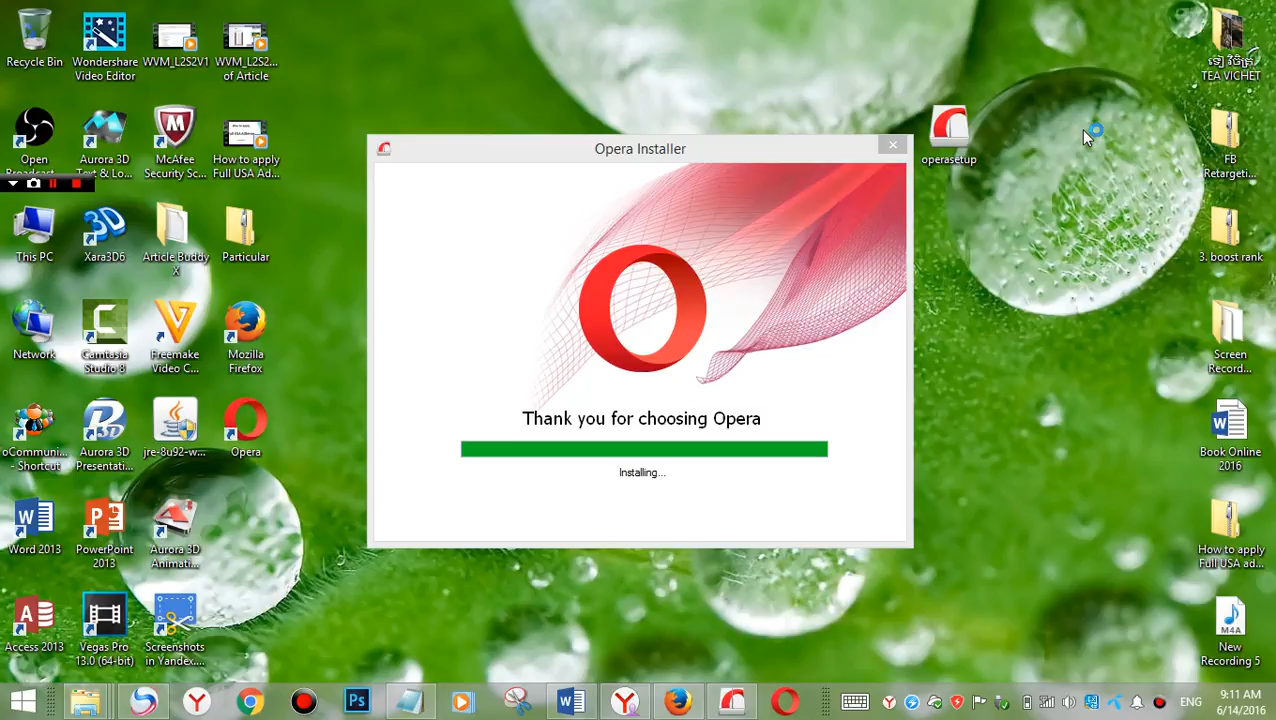 Recycle Bin
Wondershare
Video Editor
WVM_L2S2V1
WVM_L2S2...
of Article
TEA VICHET
Open
Broadcast...
Aurora 3D
Text & Lo...
McAfee
Security Sc...
How to apply
Full USA Ad...
This PC
Xara3D6
Article Buddy
X
Particular
Network
Camtasia
Studio 8
Freemake
Video C...
Mozilla
Firefox
oCommuni...
- Shortcut
Aurora 3D
Presentati...
jre-8u92-w...
Opera
Word 2013
PowerPoint
2013
Aurora 3D
Animati...
Access 2013
Vegas Pro
13.0 (64-bit)
Screenshots
in Yandex....
Opera Installer
Thank you for choosing Opera
Installing...
operasetup
FB
Retargeti...
3. boost rank
Screen
Record...
Book Online
2016
How to apply
Full USA ad...
M4A
New
Recording 5
Ps
ENG
9:11 AM
6/14/2016